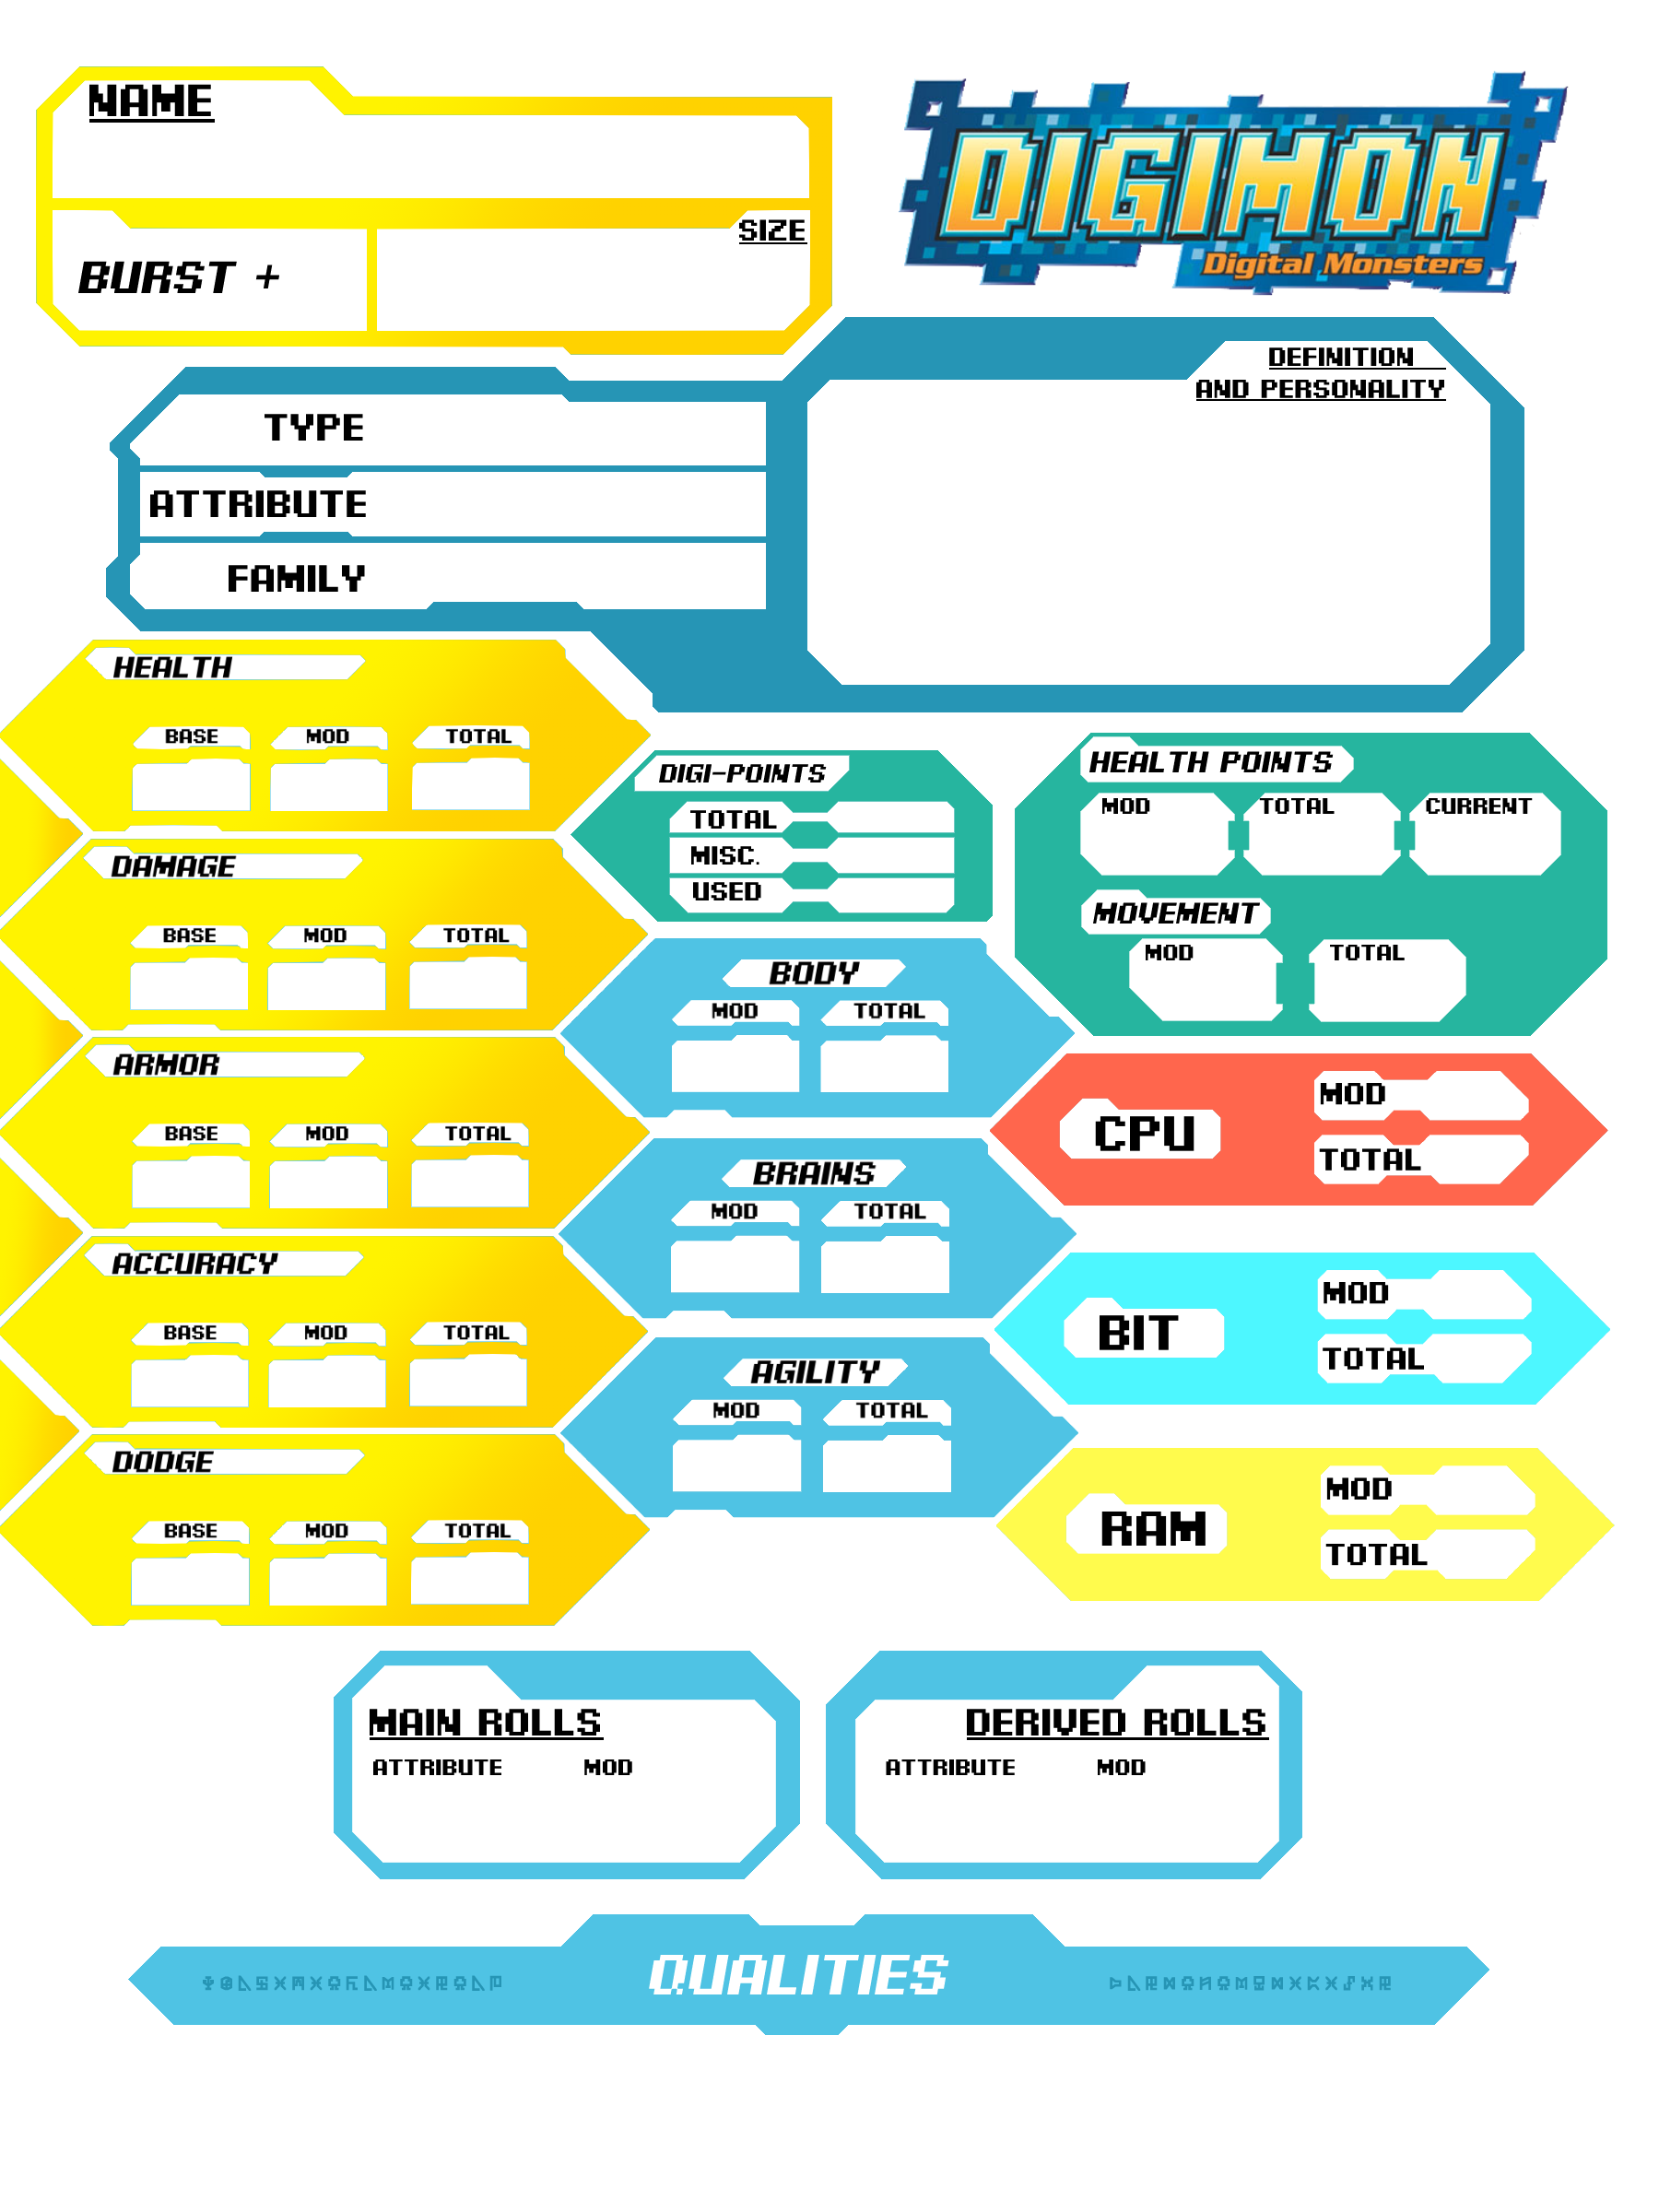 NAME
DIGIMON
Digital Monsters
SIZE
BURST +
DEFINITION
AND PERSONALITY
TYPE
ATTRIBUTE
FAMILY
HEALTH
BASE MOD TOTAL
DAMAGE
BASE MOD TOTAL
ARMOR
BASE MOD TOTAL
ACCURACY
BASE MOD TOTAL
DODGE
BASE MOD TOTAL
DIGI-POINTS
TOTAL
MISC.
USED
BODY
MOD TOTAL
BRAINS
MOD TOTAL
AGILITY
MOD TOTAL
HEALTH POINTS
MOD TOTAL CURRENT
MOVEMENT
MOD TOTAL
CPU
MOD
TOTAL
BIT
MOD
TOTAL
RAM
MOD
TOTAL
MAIN ROLLS
ATTRIBUTE MOD
DERIVED ROLLS
ATTRIBUTE MOD
QUALITIES